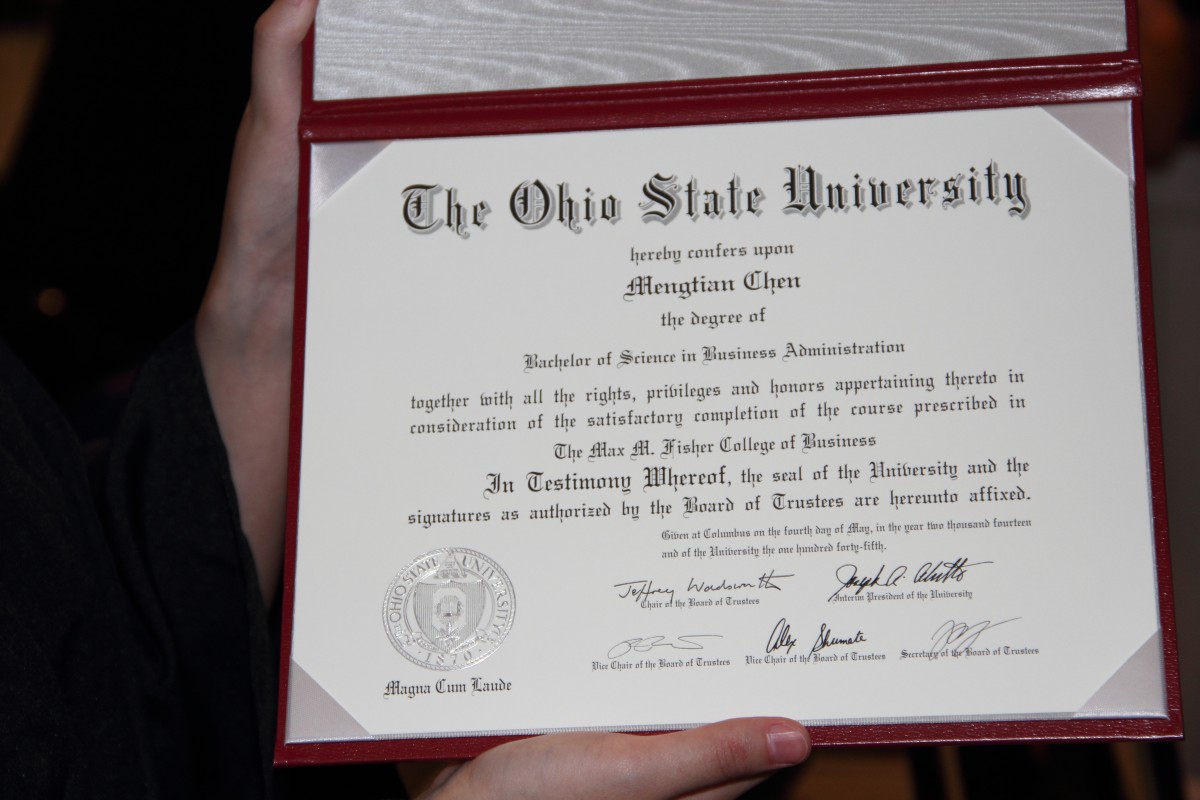 The Ohio State University
hereby confers upon
Mengtian Chen
the degree of
Bachelor of Science in Business Administration
together with all the rights, privileges and honors appertaining thereto in
consideration of the satisfactory completion of the course prescribed in
The Max M. Fisher College of Business
In Testimony Whereof, the seal of the University and the
signatures as authorized by the Board of Trustees are hereunto affixed.
Given at Columbus on the fourth day of May, in the year two thousand fourteen
and of the University the one hundred forty-fifth.
Jeffrey Wadsworth
Chair of the Board of Trustees
Joseph A. Alutto
Interim President of the University
Vice Chair of the Board of Trustees
Alex Shumate
Vice Chair of the Board of Trustees
Secretary of the Board of Trustees
OHIO STATE UNIVERSITY
1870
Magna Cum Laude